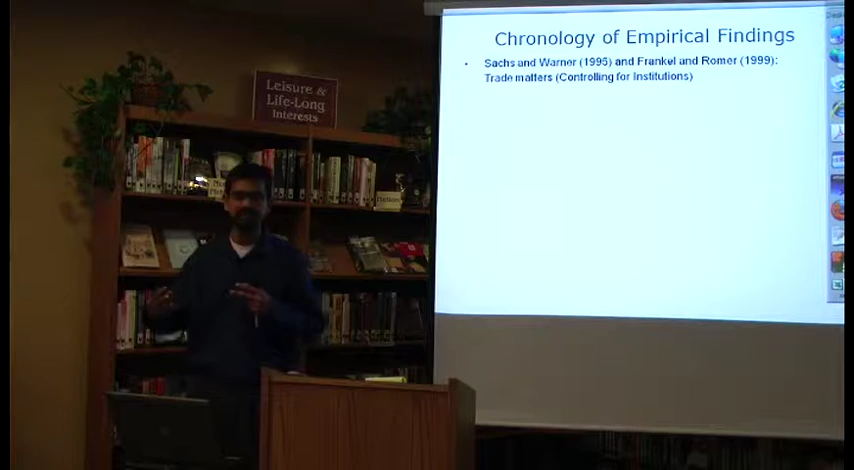 Chronology of Empirical Findings
• Sachs and Warner (1995) and Frankel and Romer (1999):
Trade matters (Controlling for Institutions)
Leisure &
Life-Long
Interests